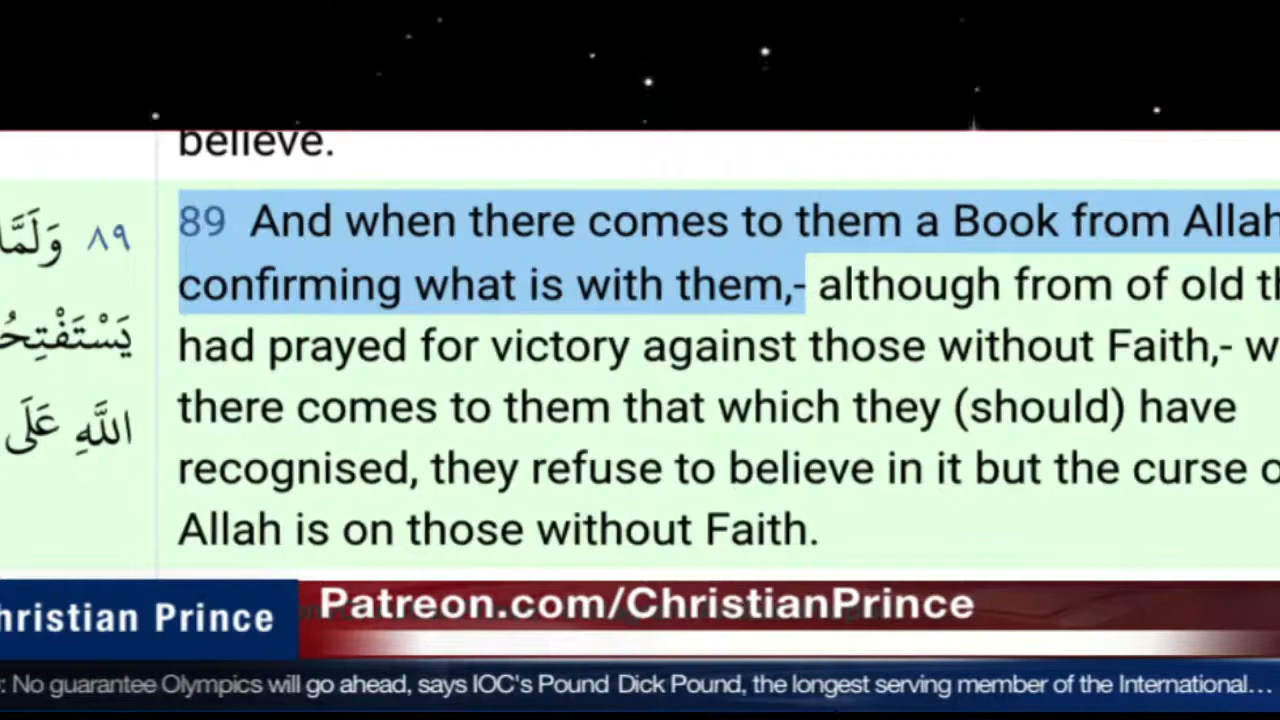 believe.
89 And when there comes to them a Book from Allah
confirming what is with them,- although from of old
had prayed for victory against those without Faith,-
there comes to them that which they (should) have
recognised, they refuse to believe in it but the curse
Allah is on those without Faith.
٨٩ وَلَمَّا
يَسْتَفْتِحُ
اللَّهِ عَلَى
hristian Prince
Patreon.com/ChristianPrince
: No guarantee Olympics will go ahead, says IOC's Pound Dick Pound, the longest serving member of the International...